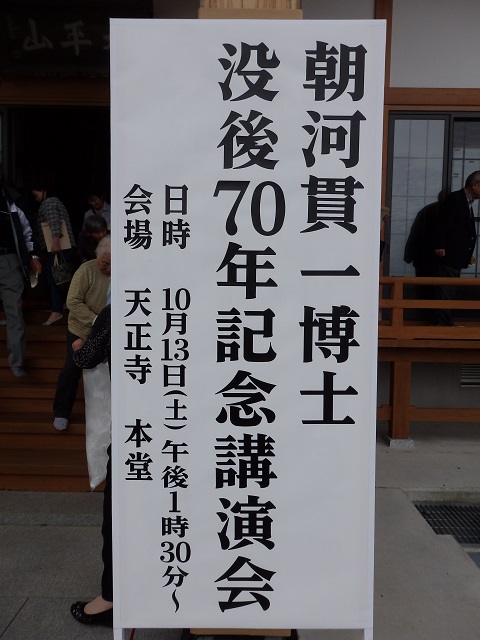 朝河貫一博士
没後70年記念講演会
日時 10月13日(土)午後1時30分~
会場 天正寺 本堂